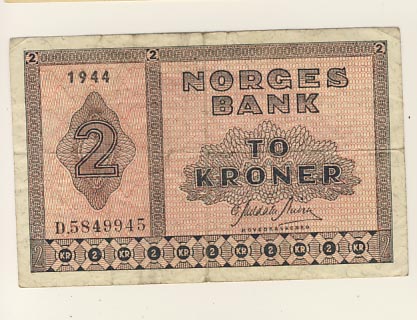 2 2 2
1944
NORGES
BANK
2
TO
KRONER
D.5849945
HOVEDKASSERER
KR 2 KR 2 KR 2 KR 2 KR